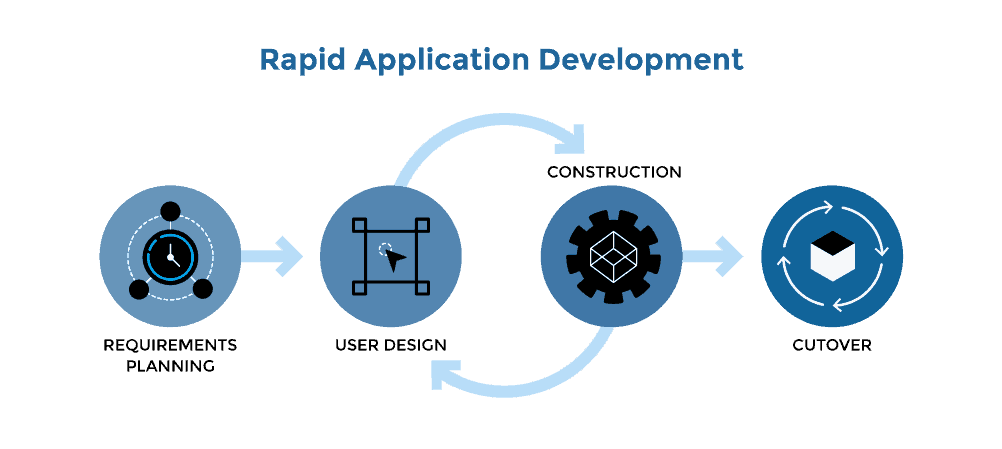 Rapid Application Development
CONSTRUCTION
REQUIREMENTS
PLANNING
USER DESIGN
CUTOVER